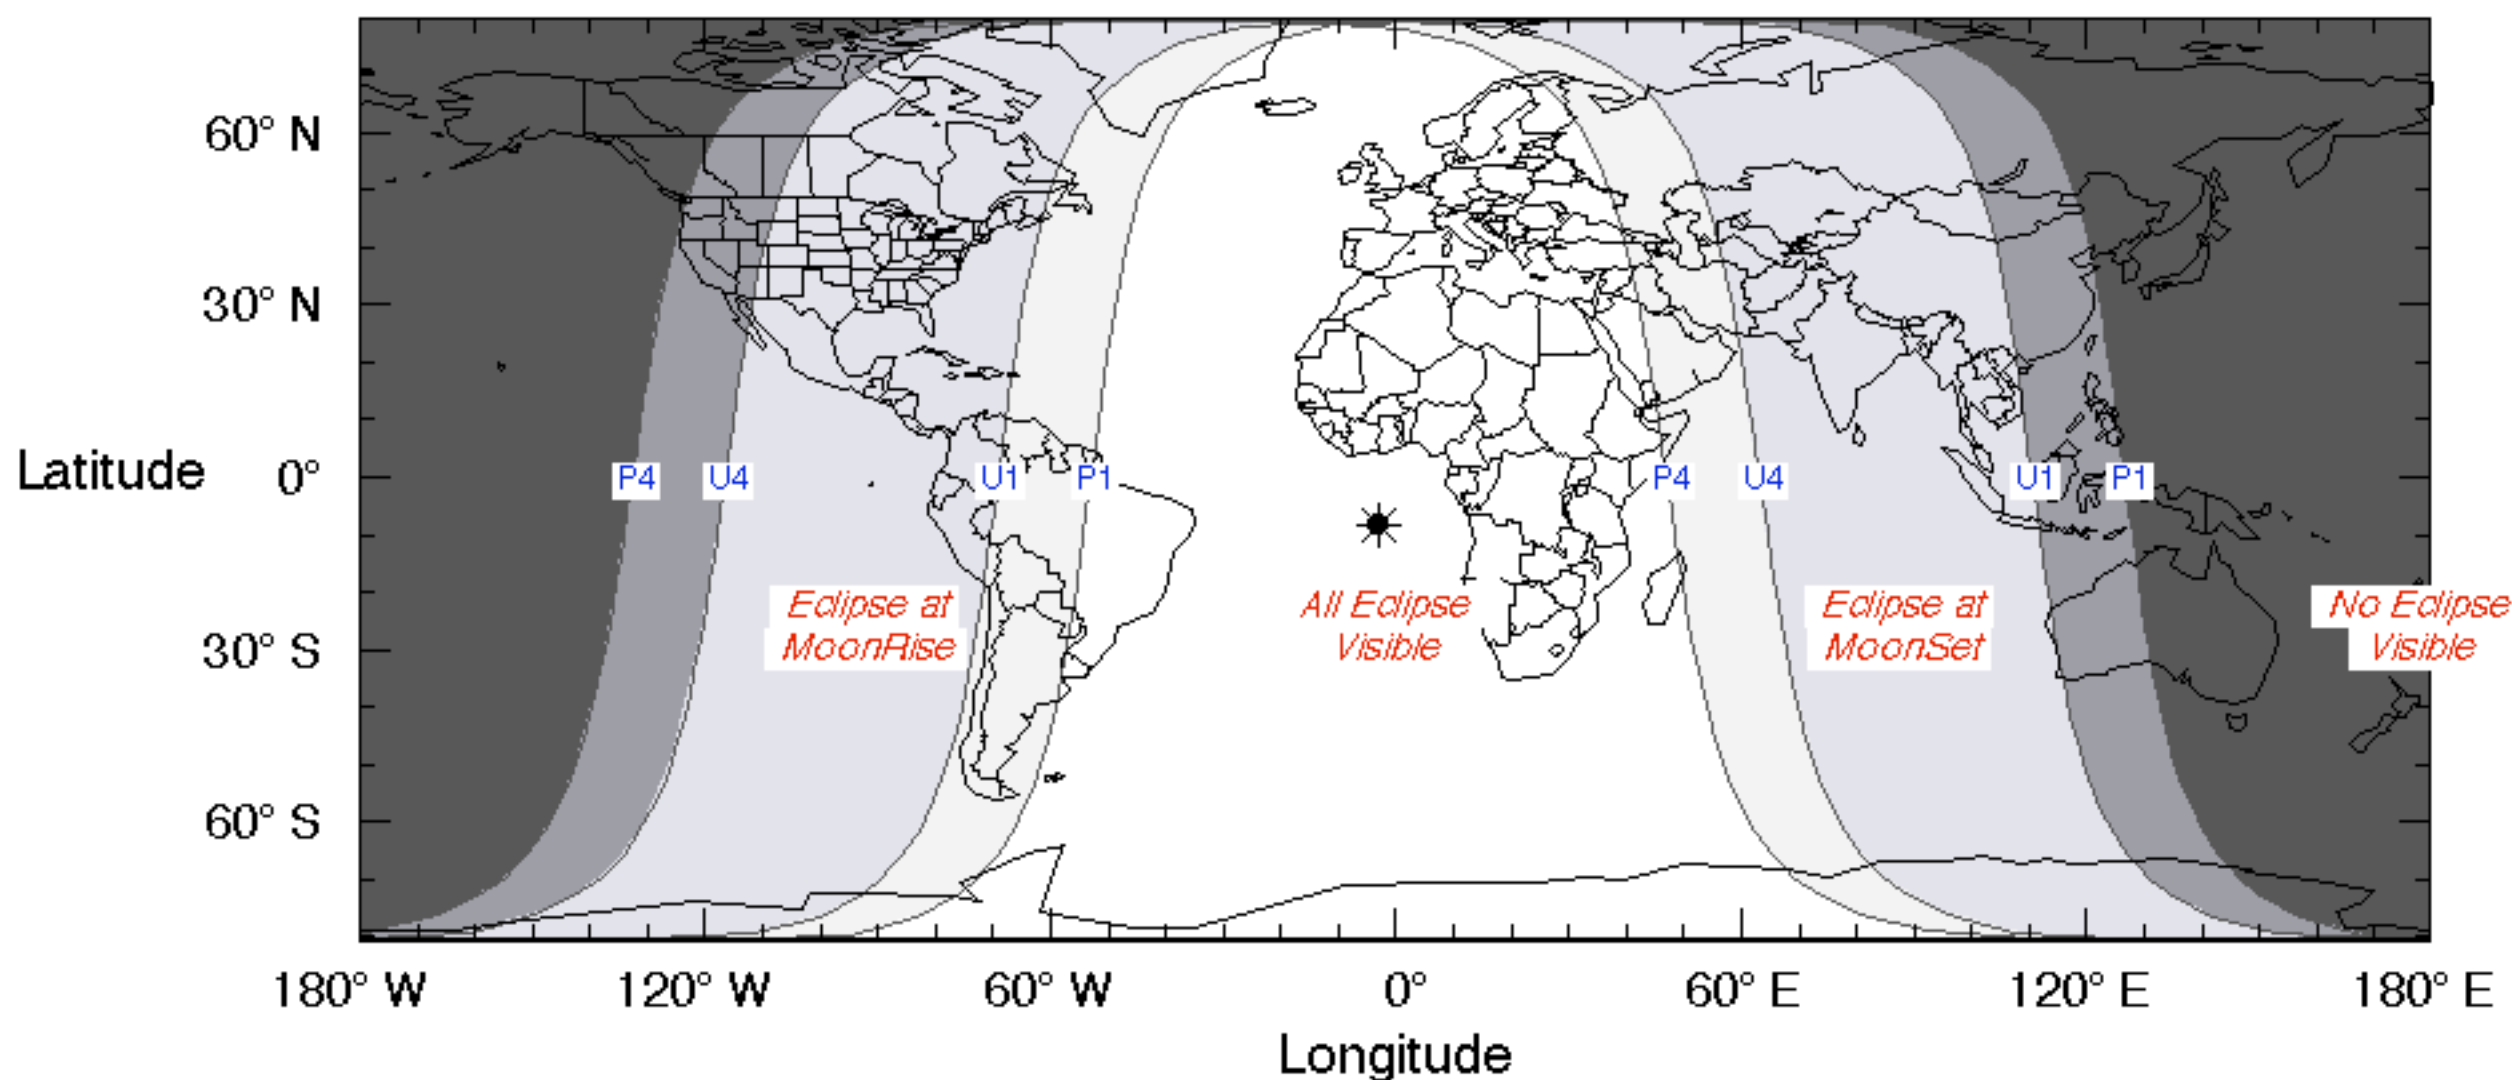 60° N
30° N
Latitude 0°
P4 U4 U1 P1 P4 U4 U1 P1
Eclipse at MoonRise
All Eclipse Visible
Eclipse at MoonSet
No Eclipse Visible
30° S
60° S
180° W 120° W 60° W 0° 60° E 120° E 180° E
Longitude